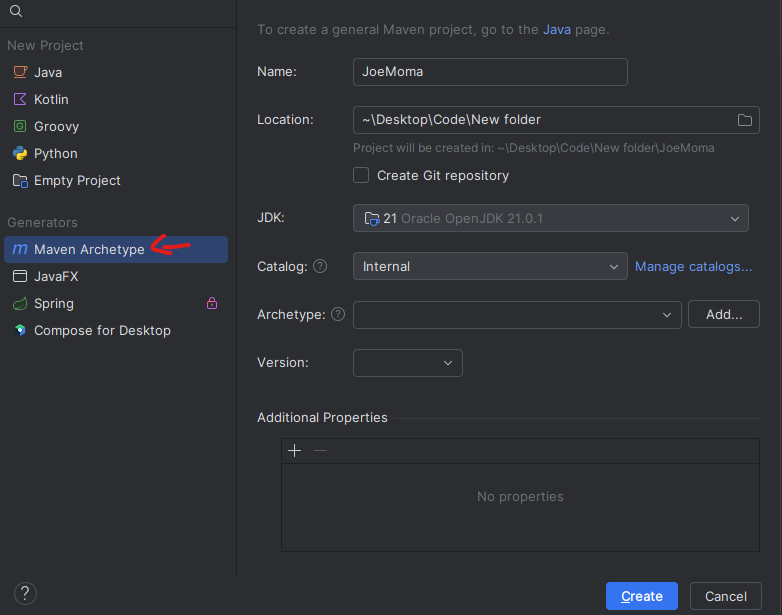 New Project
Java
Kotlin
G Groovy
Python
Empty Project
Generators
m Maven Archetype
JavaFX
Spring
Compose for Desktop
?
To create a general Maven project, go to the Java page.
Name: JoeMoma
Location: ~\Desktop\Code\New folder
Project will be created in: ~\Desktop\Code\New folder\JoeMoma
Create Git repository
JDK: 21 Oracle OpenJDK 21.0.1
Catalog: ? Internal Manage catalogs...
Archetype: ? Add...
Version:
Additional Properties
No properties
Create Cancel